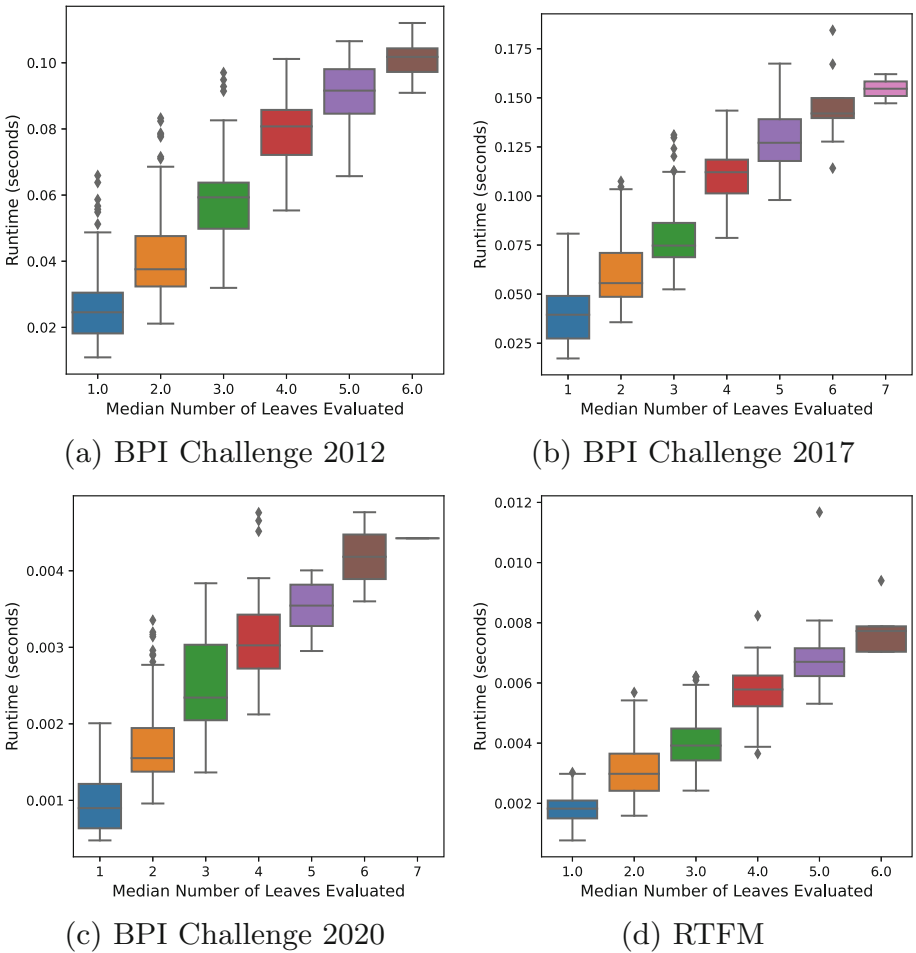 Runtime (seconds)
0.10
0.08
0.06
0.04
0.02
1.0 2.0 3.0 4.0 5.0 6.0
Median Number of Leaves Evaluated
(a) BPI Challenge 2012
Runtime (seconds)
0.175
0.150
0.125
0.100
0.075
0.050
0.025
1 2 3 4 5 6 7
Median Number of Leaves Evaluated
(b) BPI Challenge 2017
Runtime (seconds)
0.004
0.003
0.002
0.001
1 2 3 4 5 6 7
Median Number of Leaves Evaluated
(c) BPI Challenge 2020
Runtime (seconds)
0.012
0.010
0.008
0.006
0.004
0.002
1.0 2.0 3.0 4.0 5.0 6.0
Median Number of Leaves Evaluated
(d) RTFM